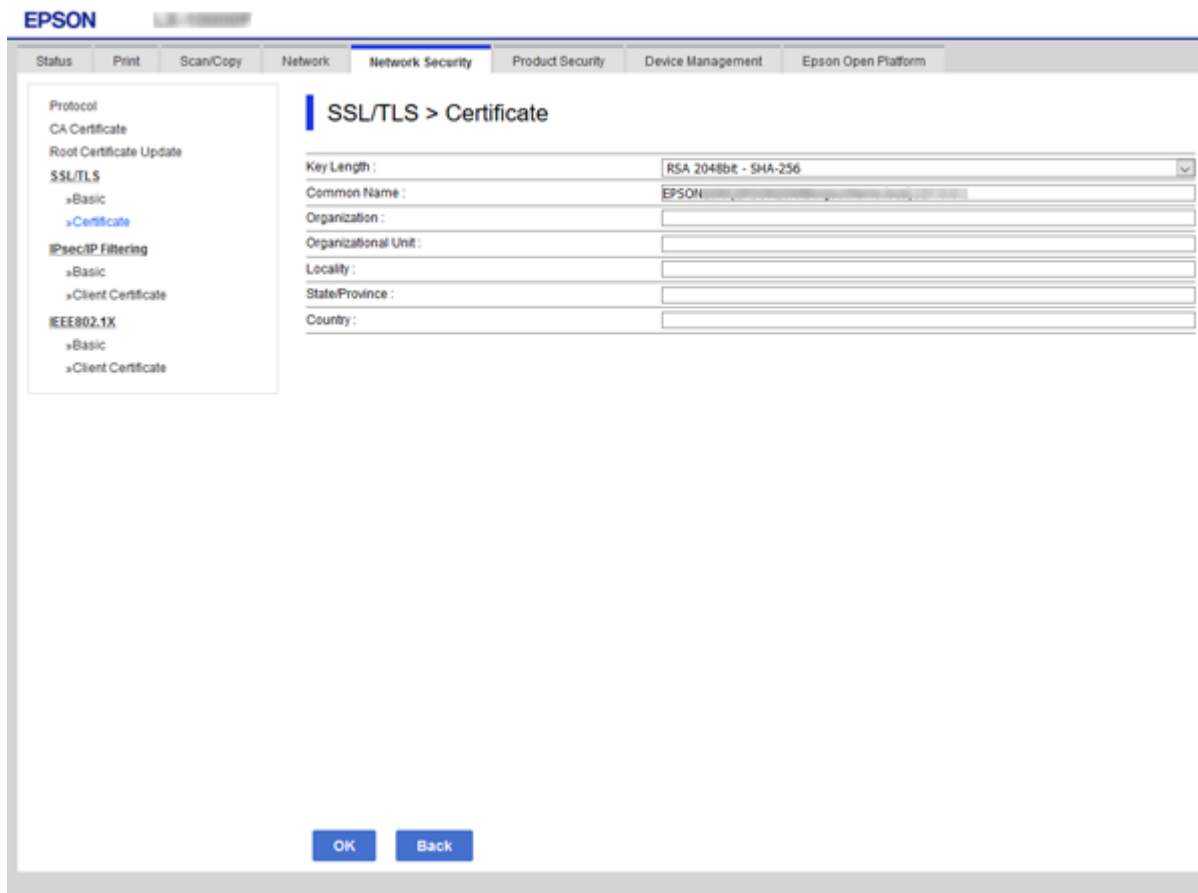 EPSON
Status Print Scan/Copy Network Network Security Product Security Device Management Epson Open Platform
Protocol
CA Certificate
Root Certificate Update
SSL/TLS
»Basic
»Certificate
IPsec/IP Filtering
»Basic
»Client Certificate
IEEE802.1X
»Basic
»Client Certificate
SSL/TLS > Certificate
Key Length : RSA 2048bit - SHA-256
Common Name : EPSON
Organization :
Organizational Unit :
Locality :
State/Province :
Country :
OK Back